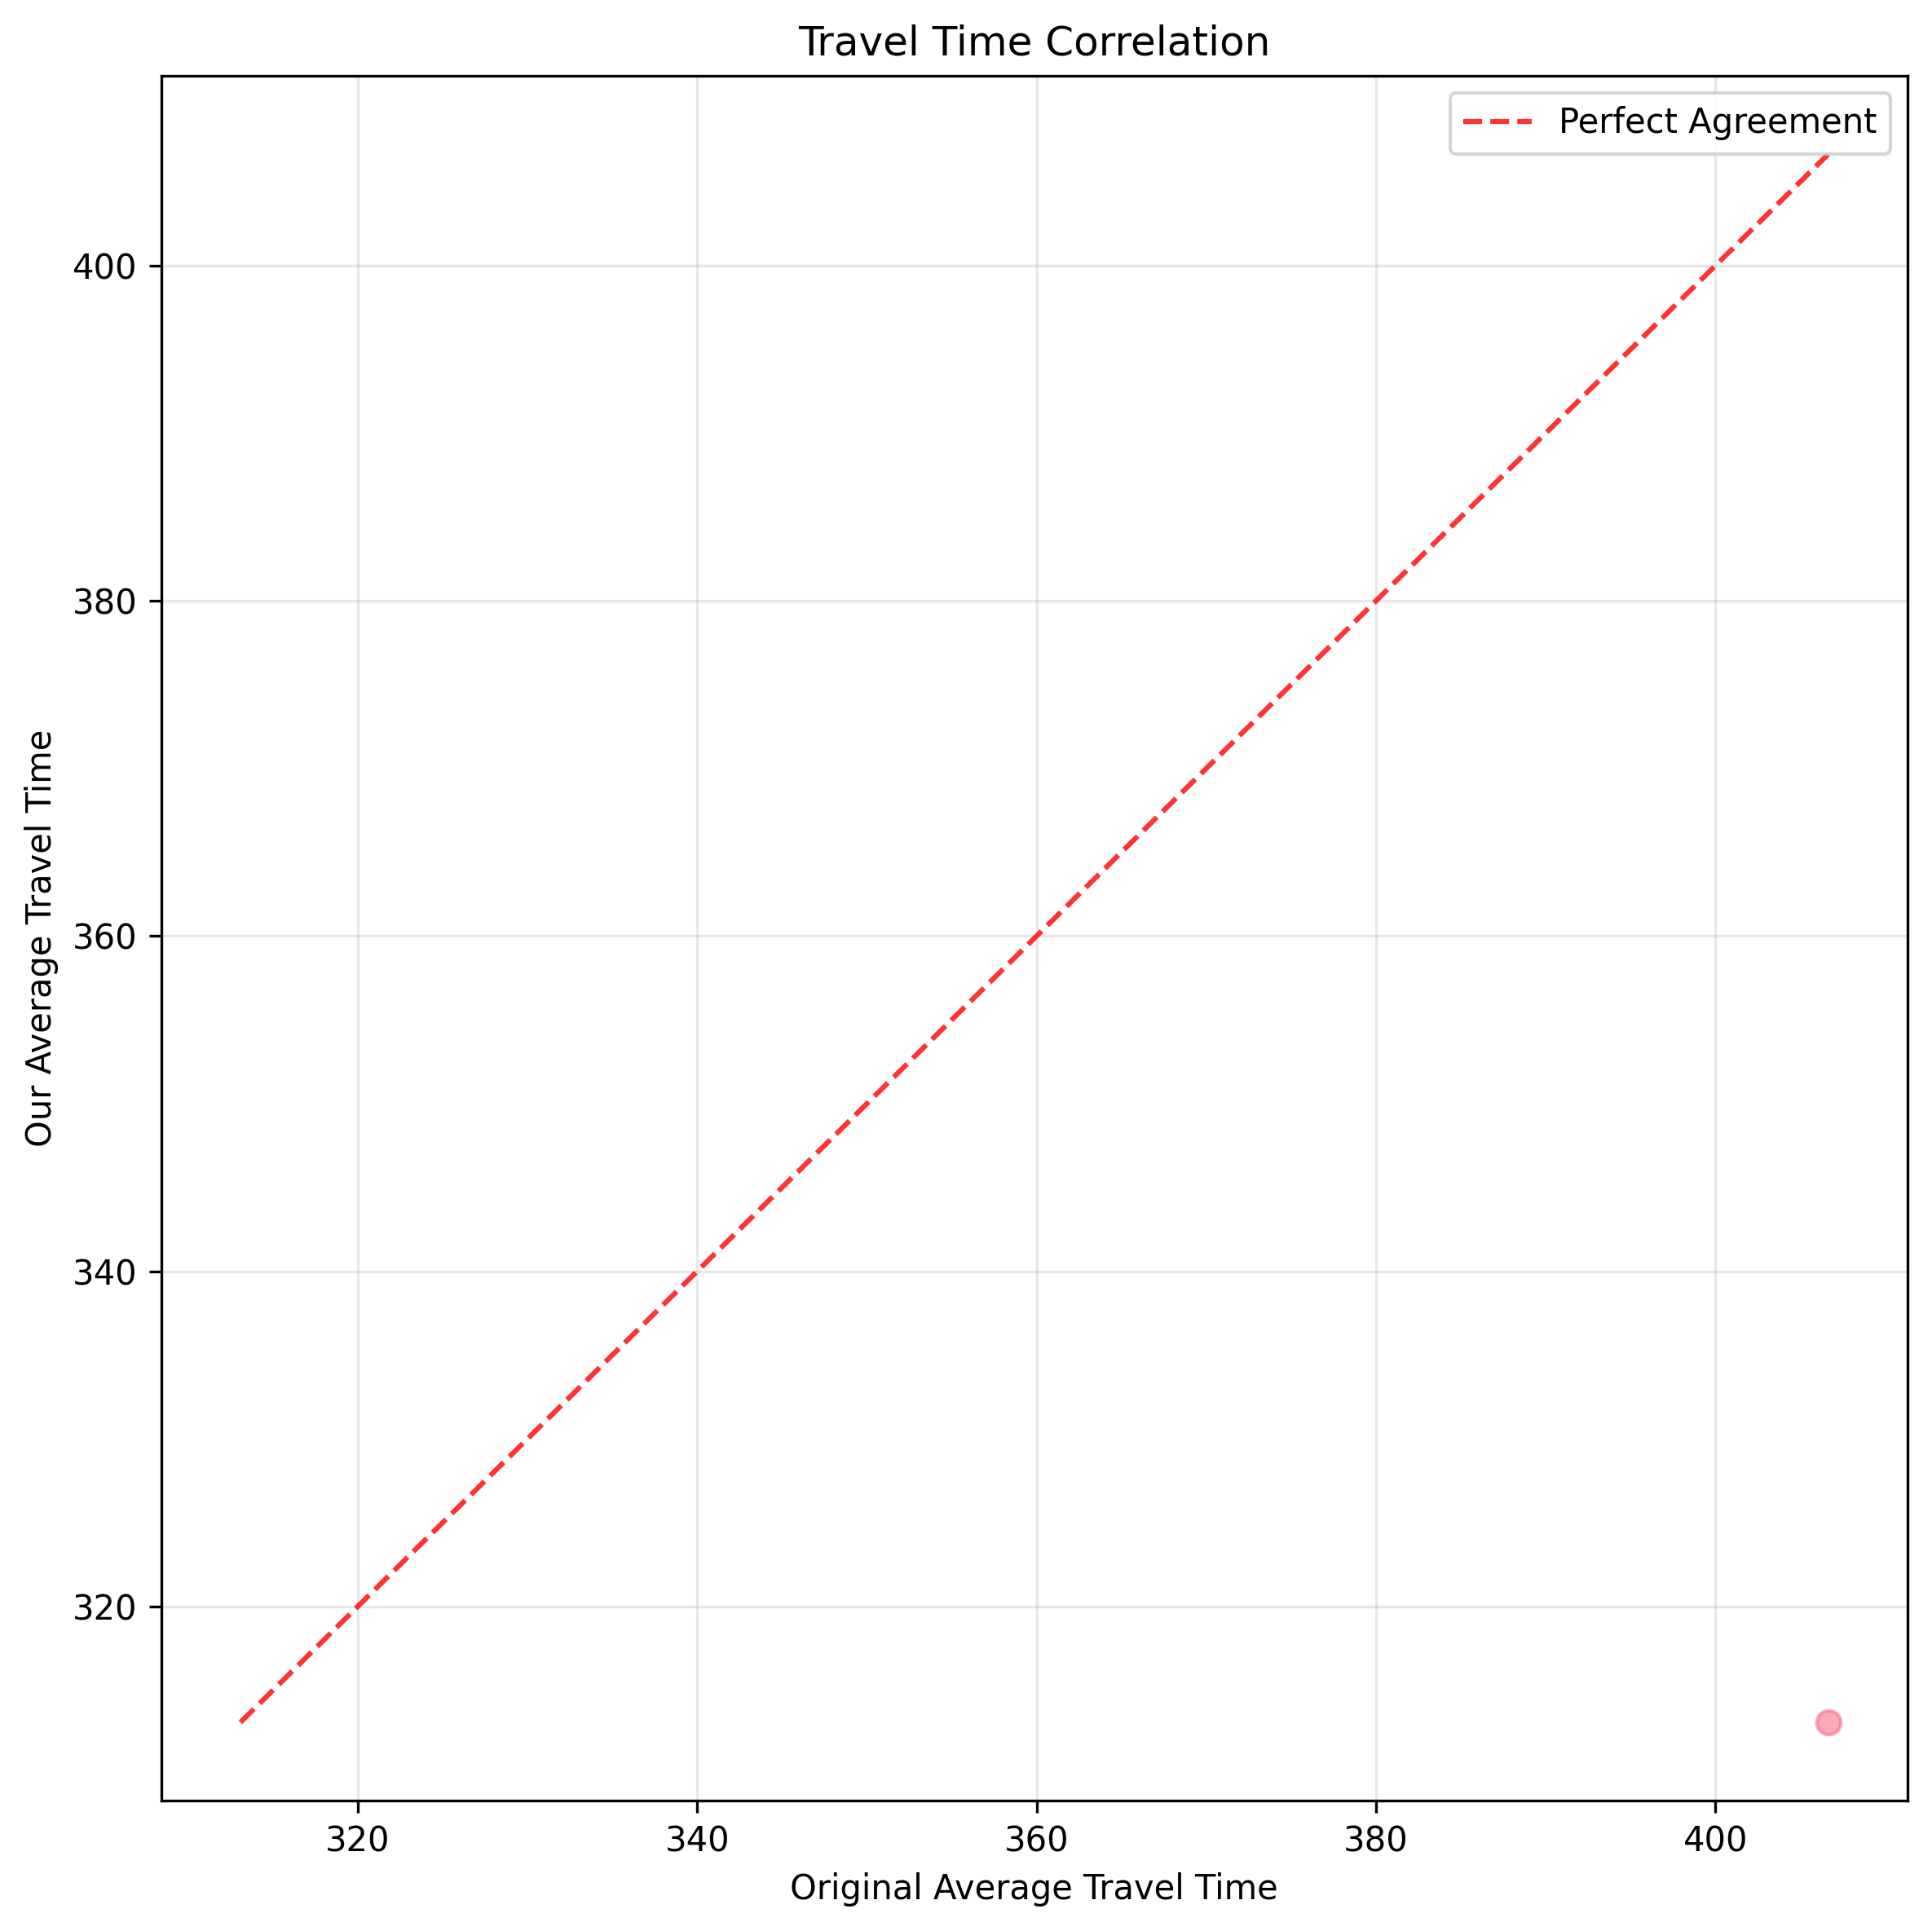 Travel Time Correlation
Perfect Agreement
400
380
360
340
320
Our Average Travel Time
320 340 360 380 400
Original Average Travel Time